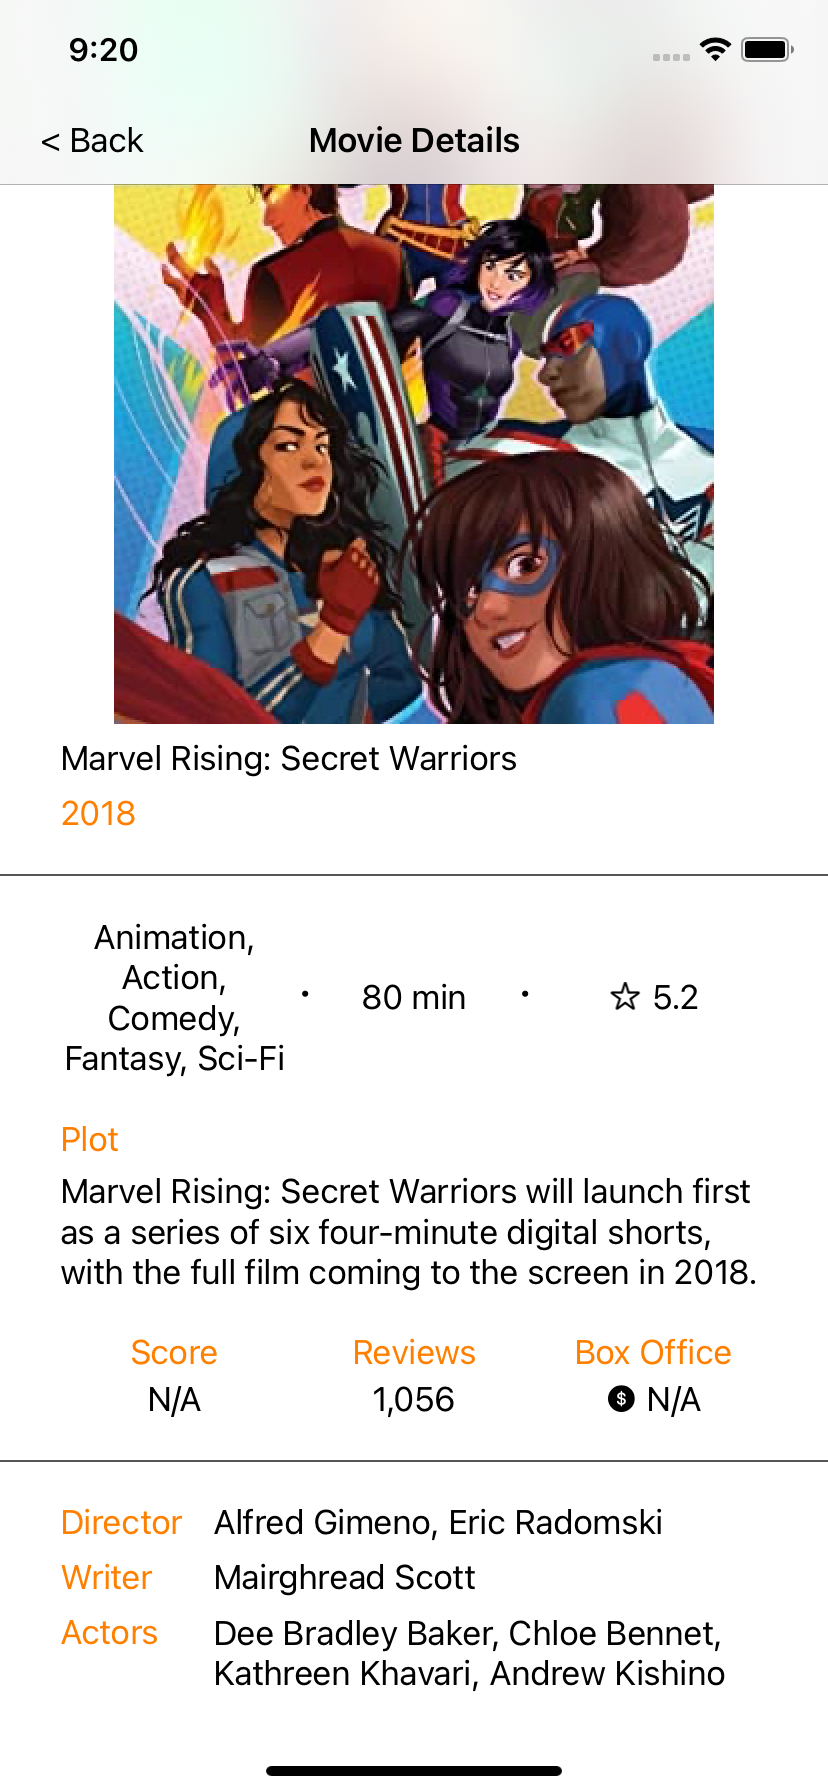 9:20
< Back
Movie Details
Marvel Rising: Secret Warriors
2018
Animation,
Action,
Comedy,
Fantasy, Sci-Fi
· 80 min · ☆ 5.2
Plot
Marvel Rising: Secret Warriors will launch first
as a series of six four-minute digital shorts,
with the full film coming to the screen in 2018.
Score Reviews Box Office
N/A 1,056 $ N/A
Director Alfred Gimeno, Eric Radomski
Writer Mairghread Scott
Actors Dee Bradley Baker, Chloe Bennet,
Kathreen Khavari, Andrew Kishino